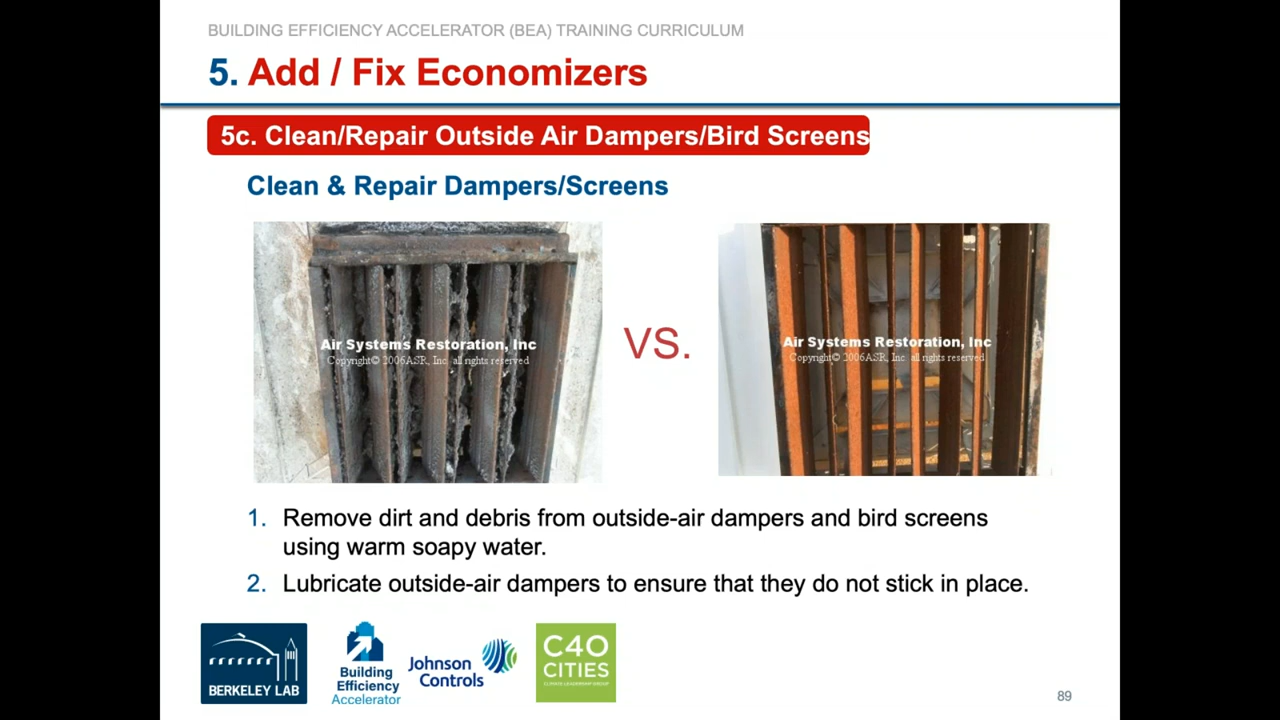 BUILDING EFFICIENCY ACCELERATOR (BEA) TRAINING CURRICULUM
5. Add / Fix Economizers
5c. Clean/Repair Outside Air Dampers/Bird Screens
Clean & Repair Dampers/Screens
Air Systems Restoration, Inc
Copyright© 2006ASR, Inc. all rights reserved
VS.
Air Systems Restoration, Inc
Copyright© 2006ASR, Inc. all rights reserved
1. Remove dirt and debris from outside-air dampers and bird screens
using warm soapy water.
2. Lubricate outside-air dampers to ensure that they do not stick in place.
BERKELEY LAB
Building
Efficiency
Accelerator
Johnson
Controls
C40
CITIES
CLIMATE LEADERSHIP GROUP
89